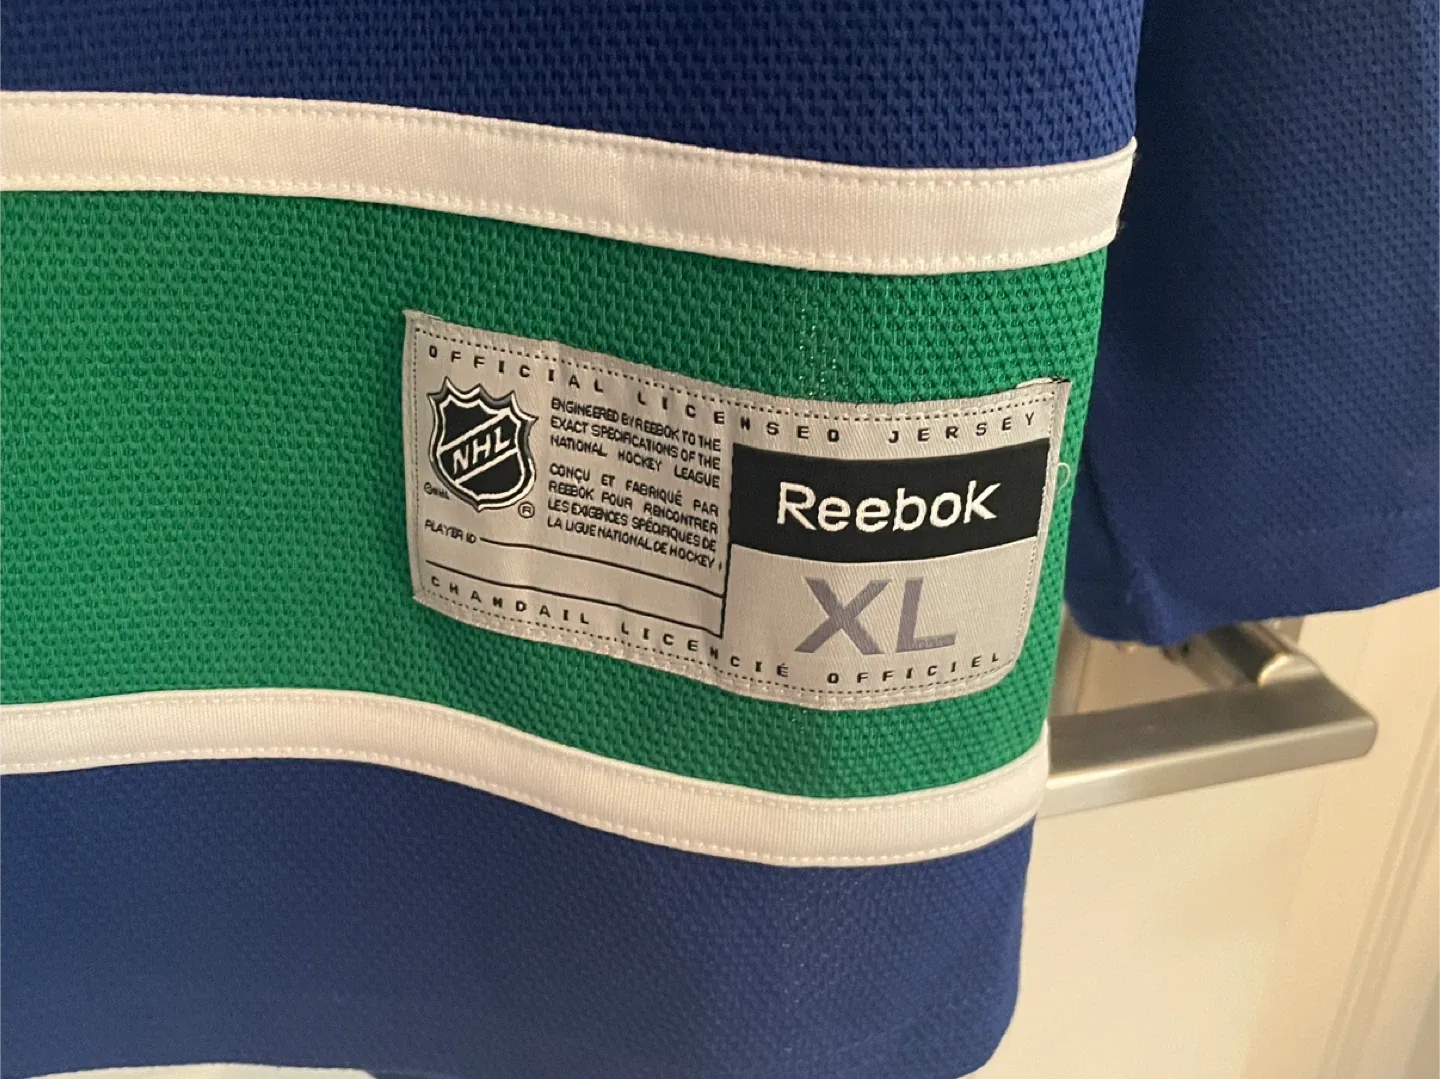 OFFICIAL LICENSED JERSEY
NHL
ENGINEERED BY REEBOK TO THE
EXACT SPECIFICATIONS OF THE
NATIONAL HOCKEY LEAGUE
CONÇU ET FABRIQUÉ PAR
REEBOK POUR RENCONTRER
LES EXIGENCES SPÉCIFIQUES DE
LA LIGUE NATIONAL DE HOCKEY
©NHL
®
PLAYER ID
Reebok
XL
CHANDAIL LICENCIÉ OFFICIEL